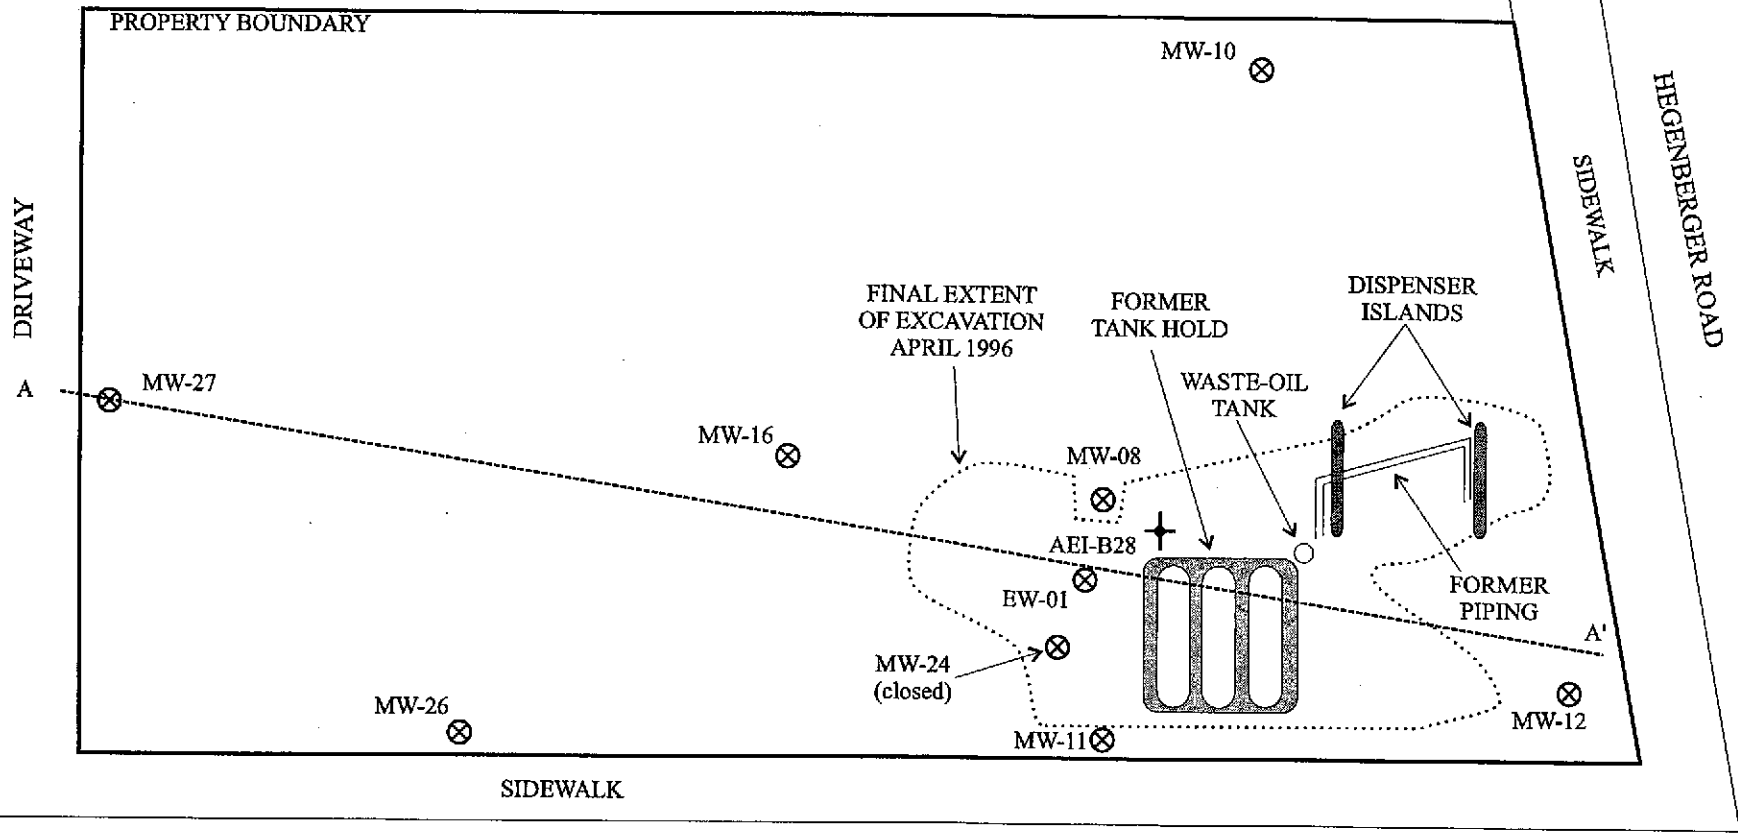 PROPERTY BOUNDARY
MW-10
HEGENBERGER ROAD
SIDEWALK
DRIVEWAY
FINAL EXTENT
OF EXCAVATION
APRIL 1996
FORMER
TANK HOLD
DISPENSER
ISLANDS
WASTE-OIL
TANK
A
MW-27
MW-16
MW-08
AEI-B28
EW-01
FORMER
PIPING
A'
MW-24
(closed)
MW-26
MW-11
MW-12
SIDEWALK